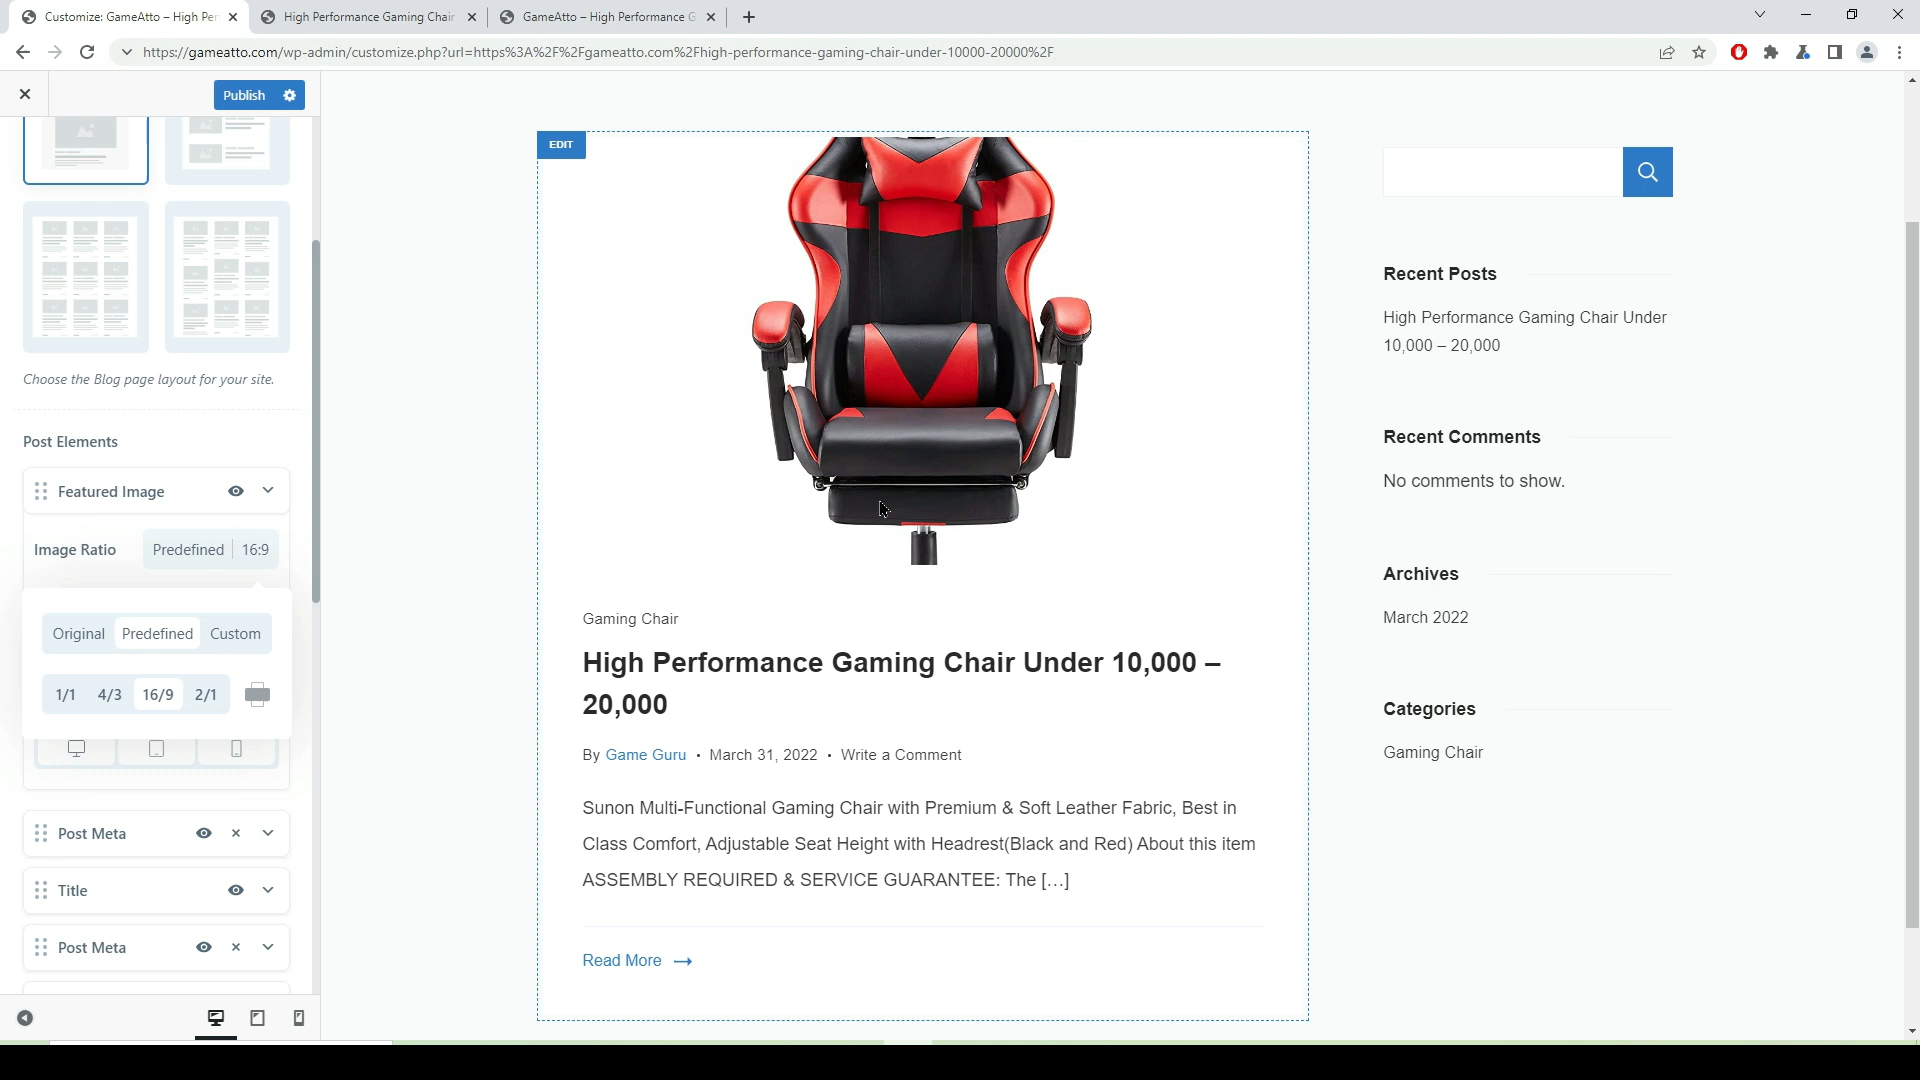 Customize: GameAtto – High Per
High Performance Gaming Chair
GameAtto – High Performance G
https://gameatto.com/wp-admin/customize.php?url=https%3A%2F%2Fgameatto.com%2Fhigh-performance-gaming-chair-under-10000-20000%2F
Publish
Choose the Blog page layout for your site.
Post Elements
Featured Image
Image Ratio Predefined 16:9
Original Predefined Custom
1/1 4/3 16/9 2/1
Post Meta
Title
Post Meta
EDIT
Gaming Chair
High Performance Gaming Chair Under 10,000 –
20,000
By Game Guru • March 31, 2022 • Write a Comment
Sunon Multi-Functional Gaming Chair with Premium & Soft Leather Fabric, Best in
Class Comfort, Adjustable Seat Height with Headrest(Black and Red) About this item
ASSEMBLY REQUIRED & SERVICE GUARANTEE: The […]
Read More →
Recent Posts
High Performance Gaming Chair Under
10,000 – 20,000
Recent Comments
No comments to show.
Archives
March 2022
Categories
Gaming Chair